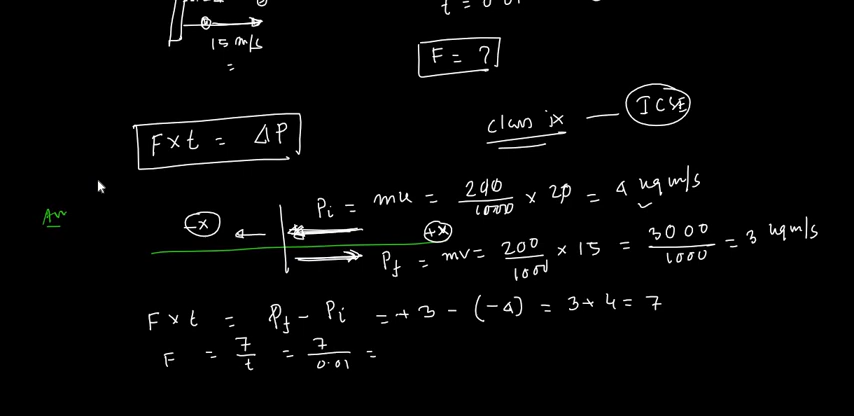 15 m/s
=
F = ?
F × t = ΔP
Class ix — ICSE
Pi = mu = 200/1000 × 20 = 4 kg m/s
An
-x
+x
Pf = mv = 200/1000 × 15 = 3000/1000 = 3 kg m/s
F × t = Pf - Pi = + 3 - (-4) = 3 + 4 = 7
F = 7/t = 7/0.01 =